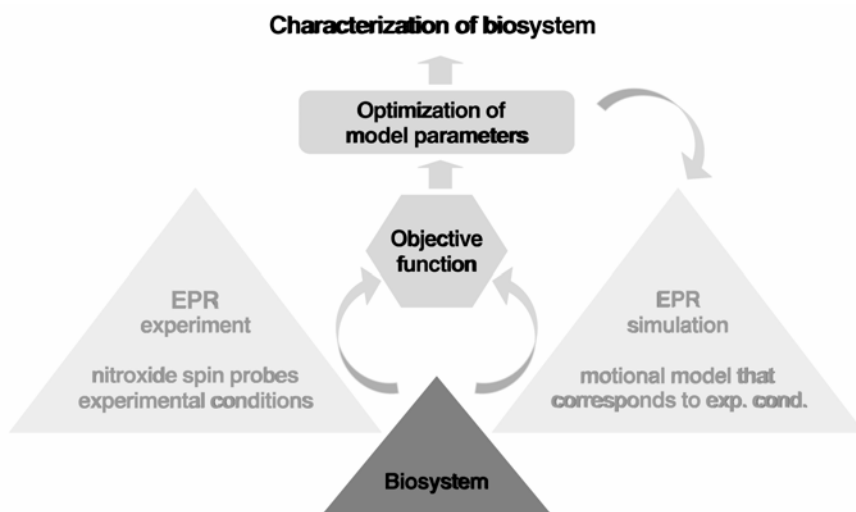 Characterization of biosystem
Optimization of
model parameters
Objective
function
EPR
experiment
nitroxide spin probes
experimental conditions
EPR
simulation
motional model that
corresponds to exp. cond.
Biosystem